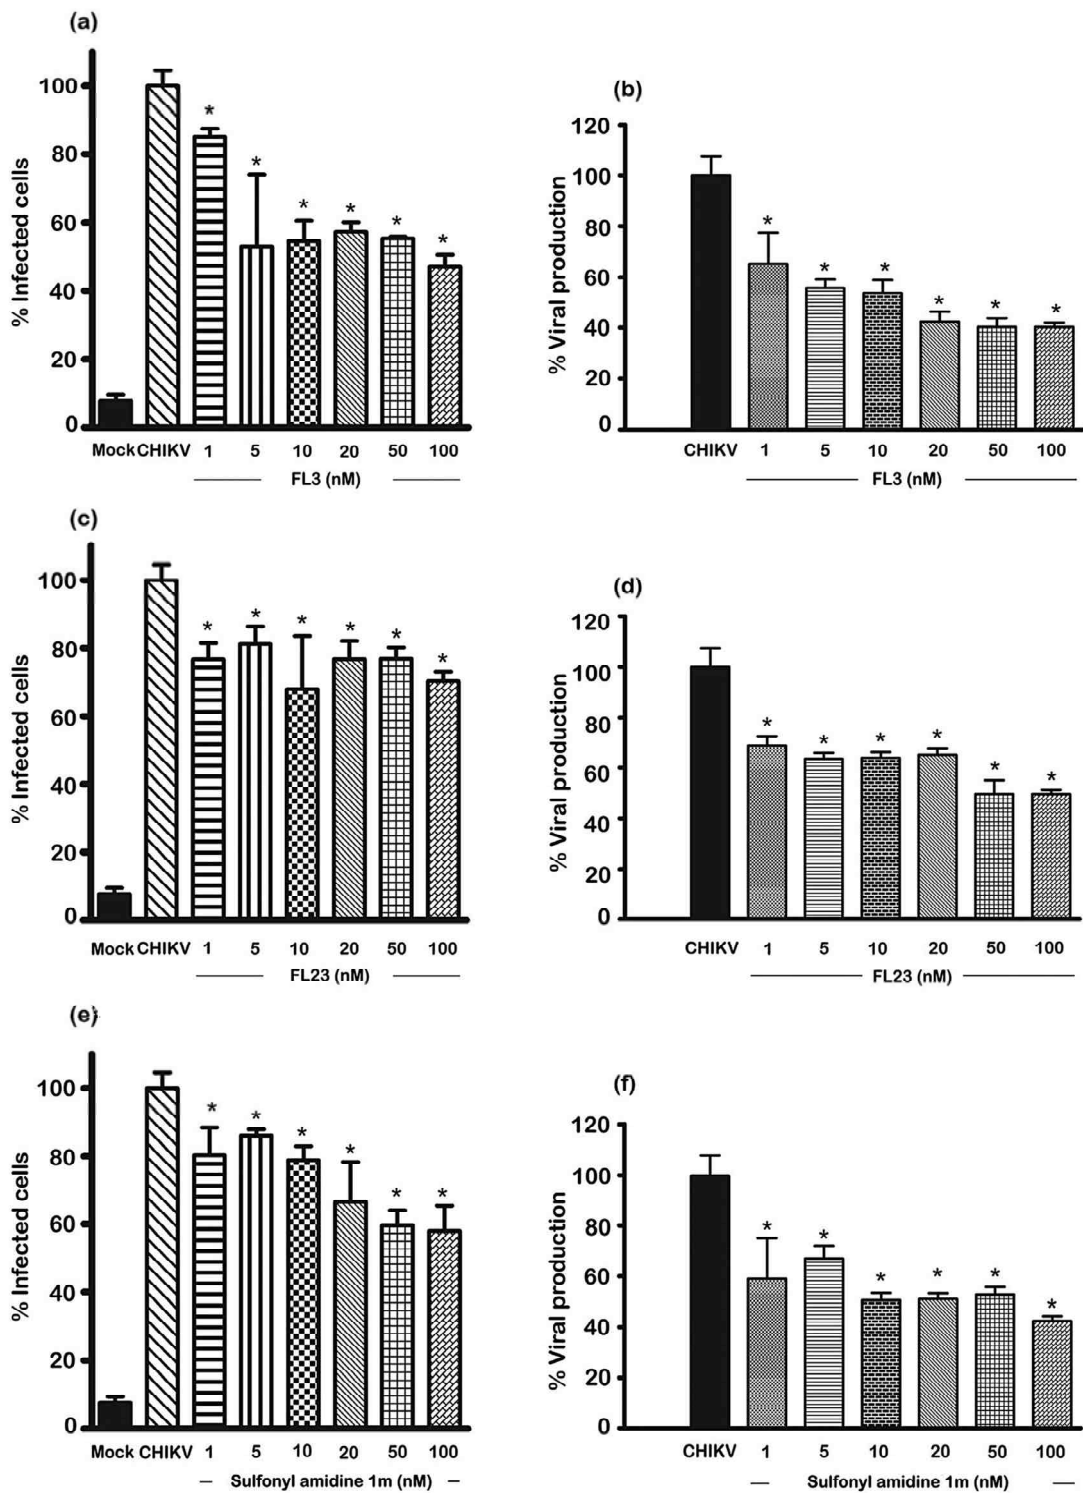 (a)
% Infected cells
100
80
60
40
20
0
* * * * * *
Mock CHIKV 1 5 10 20 50 100
FL3 (nM)
(b)
% Viral production
120
100
80
60
40
20
0
* * * * * *
CHIKV 1 5 10 20 50 100
FL3 (nM)
(c)
% Infected cells
100
80
60
40
20
0
* * * * * *
Mock CHIKV 1 5 10 20 50 100
FL23 (nM)
(d)
% Viral production
120
100
80
60
40
20
0
* * * * * *
CHIKV 1 5 10 20 50 100
FL23 (nM)
(e)
% Infected cells
100
80
60
40
20
0
* * * * * *
Mock CHIKV 1 5 10 20 50 100
Sulfonyl amidine 1m (nM)
(f)
% Viral production
120
100
80
60
40
20
0
* * * * * *
CHIKV 1 5 10 20 50 100
Sulfonyl amidine 1m (nM)